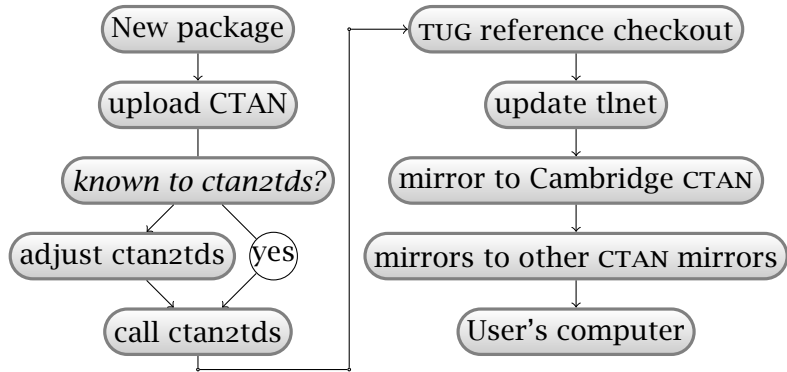 New package
upload CTAN
known to ctan2tds?
adjust ctan2tds
yes
call ctan2tds
TUG reference checkout
update tlnet
mirror to Cambridge CTAN
mirrors to other CTAN mirrors
User's computer